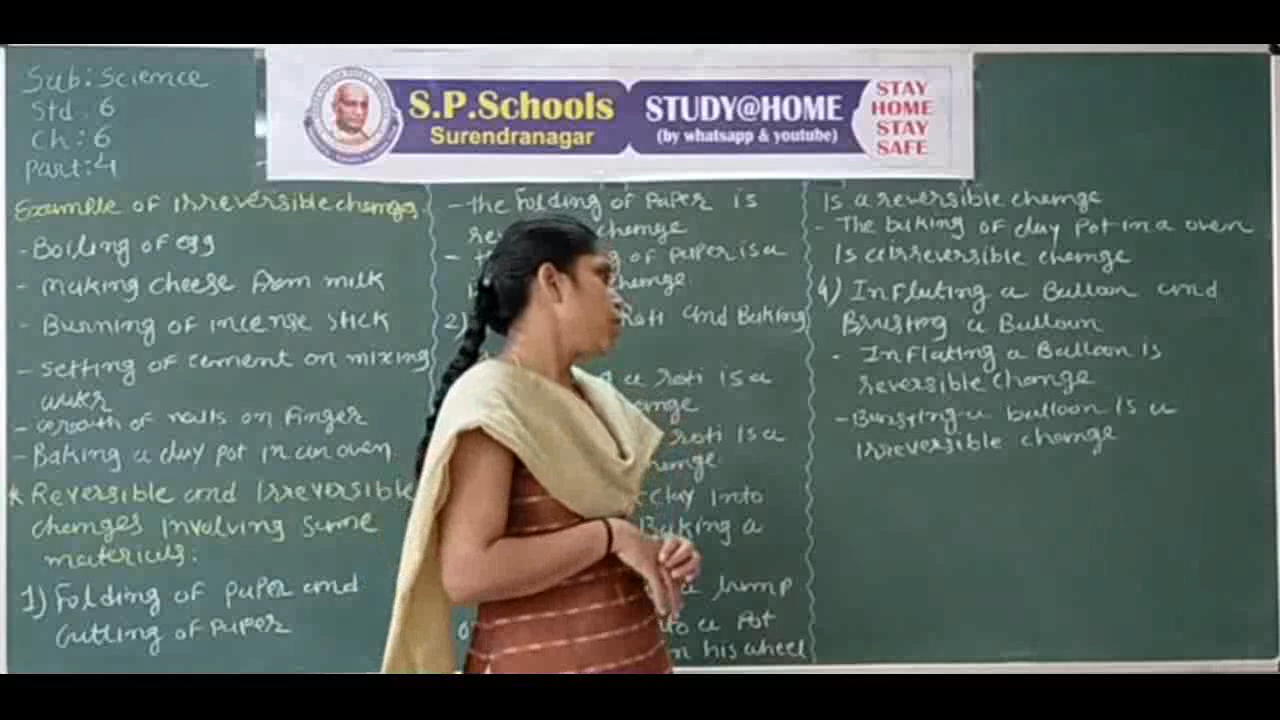 Sub: Science
Std. 6
Ch: 6
Part: 4
S.P.Schools
Surendranagar
STUDY@HOME
(by whatsapp & youtube)
STAY
HOME
STAY
SAFE
Example of irreversible change
- Boiling of egg
- Making cheese from milk
- Burning of incense stick
- Setting of cement on mixing
- Growth of nails on finger
- Baking a clay pot in an oven
* Reversible and Irreversible
changes involving same
materials:
1) Folding of paper and
Cutting of paper
- the folding of paper is
change
of paper is a
change
2) Roti and Baking
a roti is a
roti is a
clay into
Baking a
a lump
to a pot
his wheel
Is a reversible change
- The baking of clay pot in a oven
Is a irreversible change
4) Inflating a Balloon and
Brusting a Balloon
- Inflating a Balloon is
reversible change
- Bursting a balloon is a
Irreversible change